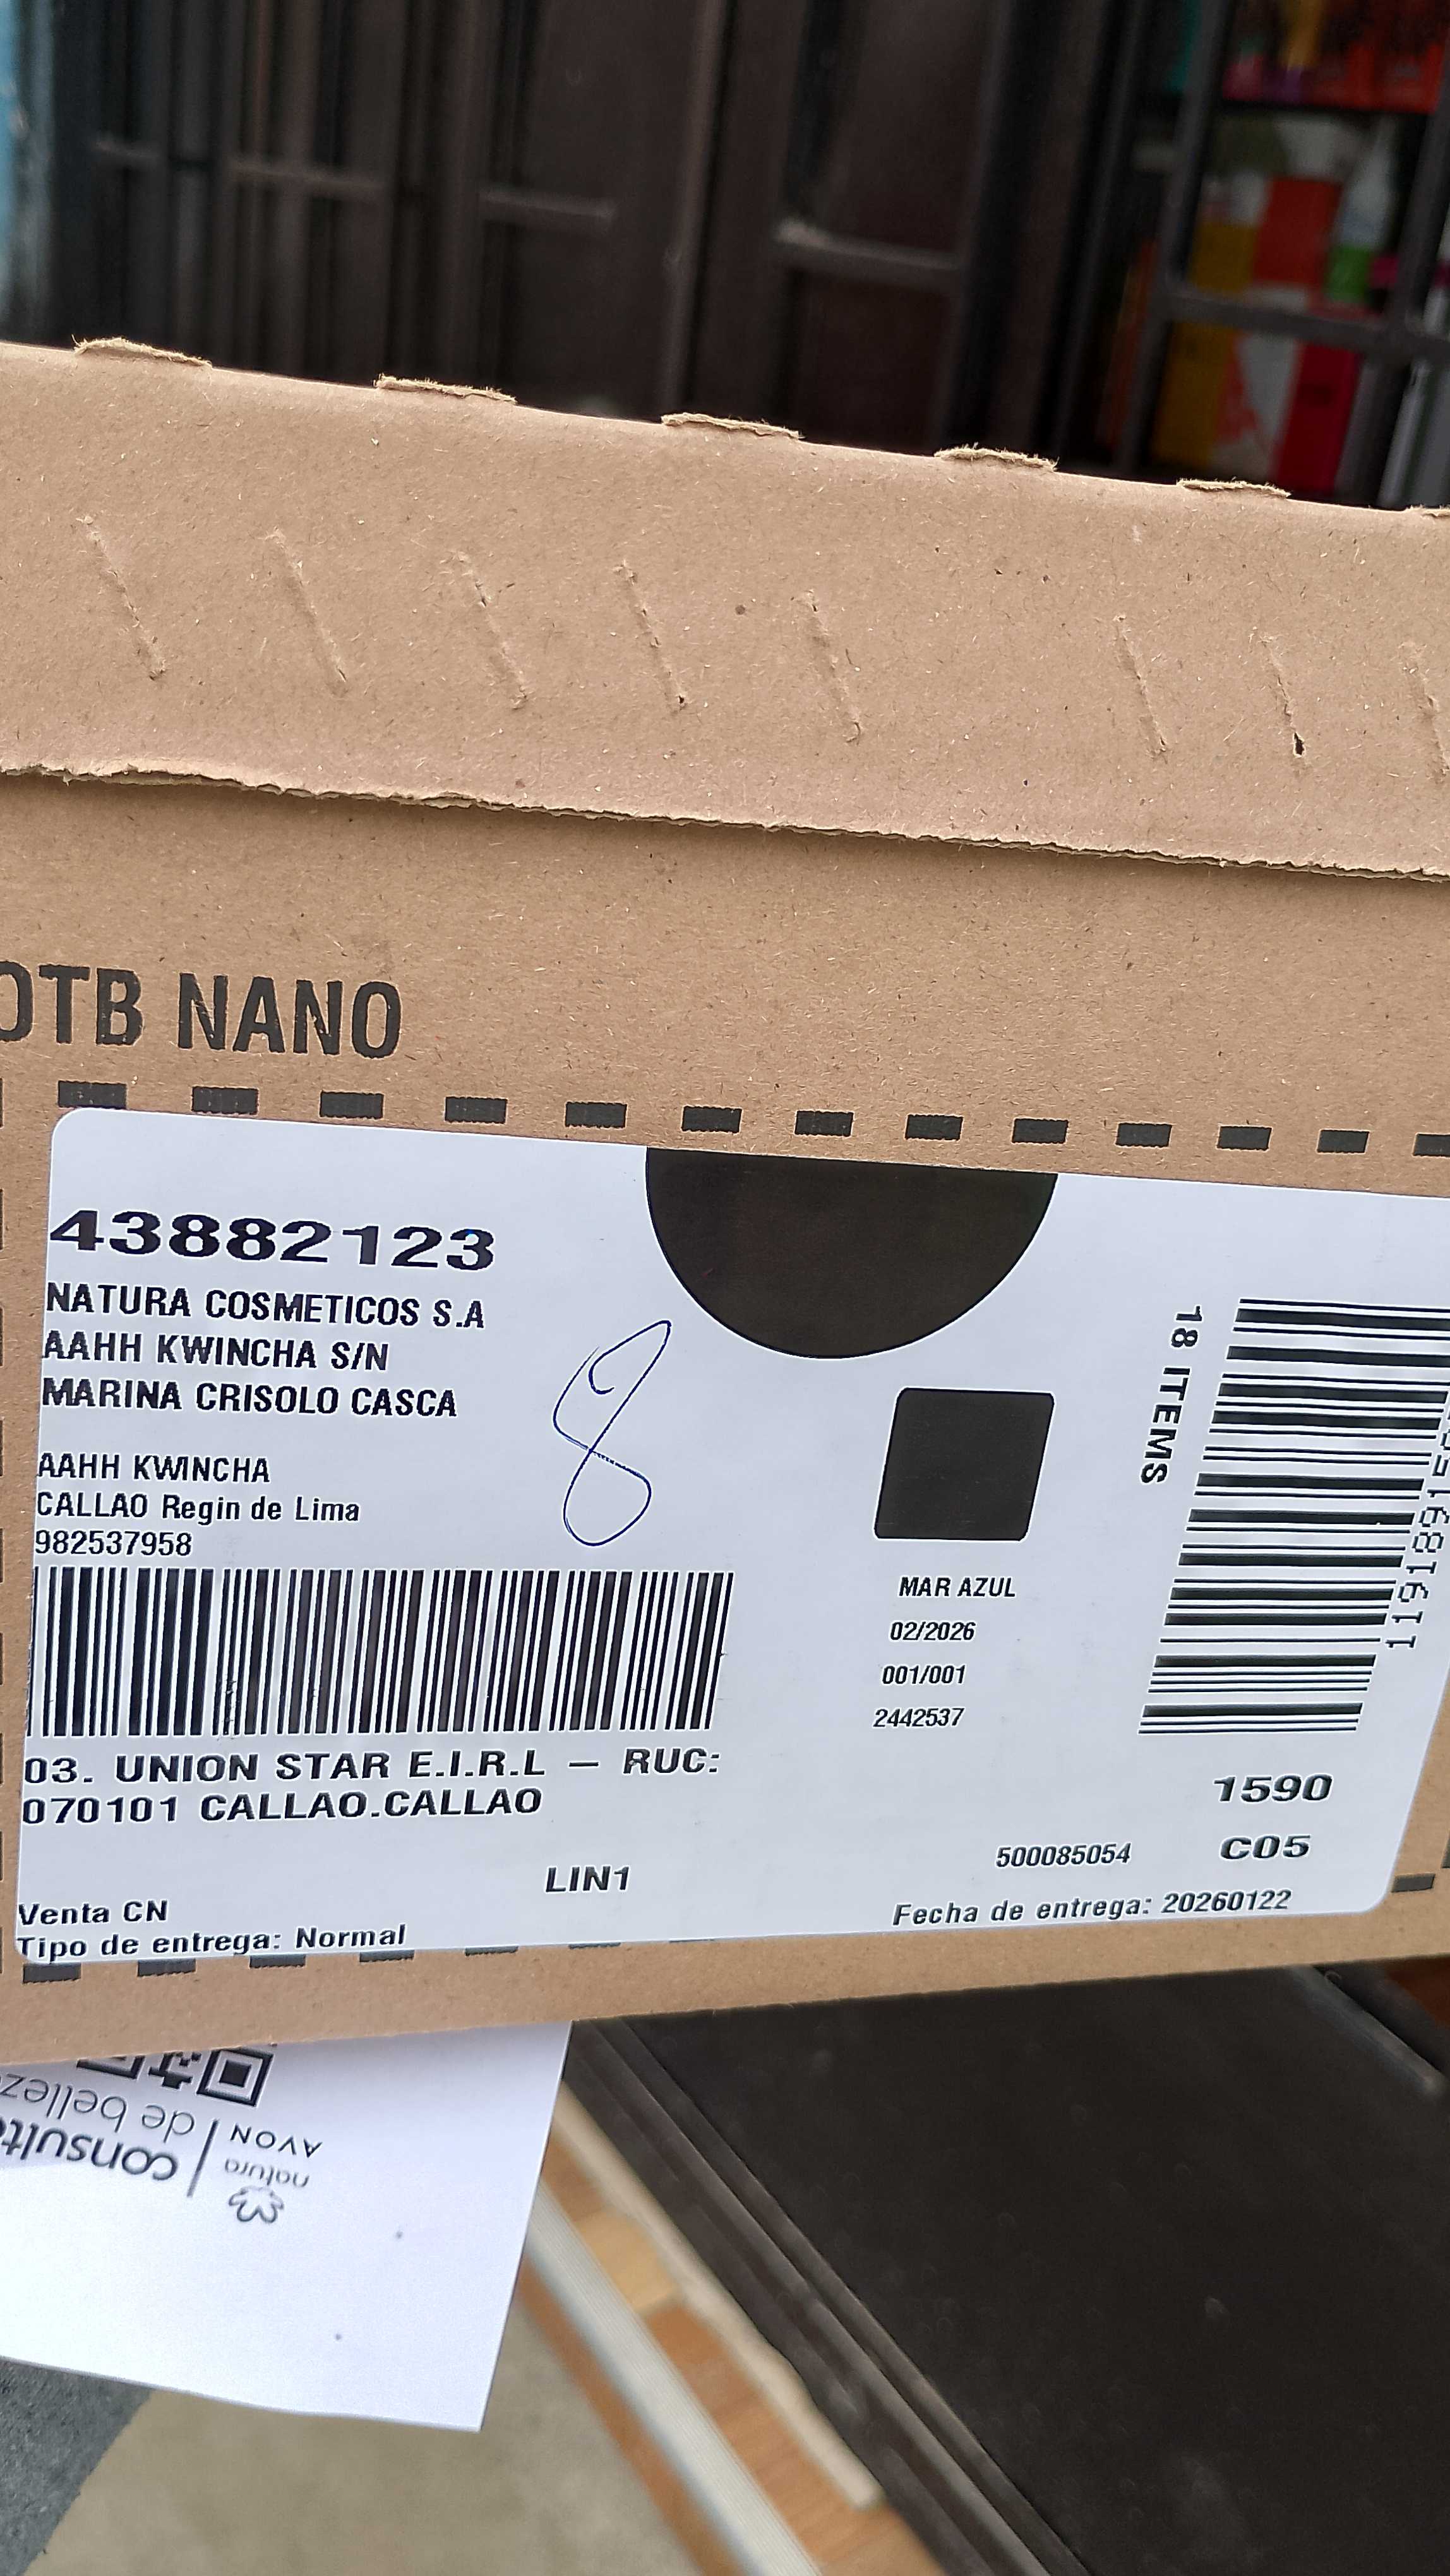 OTB NANO
43882123
NATURA COSMETICOS S.A
AAHH KWINCHA S/N
MARINA CRISOLO CASCA
AAHH KWINCHA
CALLAO Regin de Lima
982537958
8
03. UNION STAR E.I.R.L – RUC:
070101 CALLAO.CALLAO
LIN1
Venta CN
Tipo de entrega: Normal
MAR AZUL
02/2026
001/001
2442537
18 ITEMS
1590
C05
500085054
Fecha de entrega: 20260122
natura
AVON
de